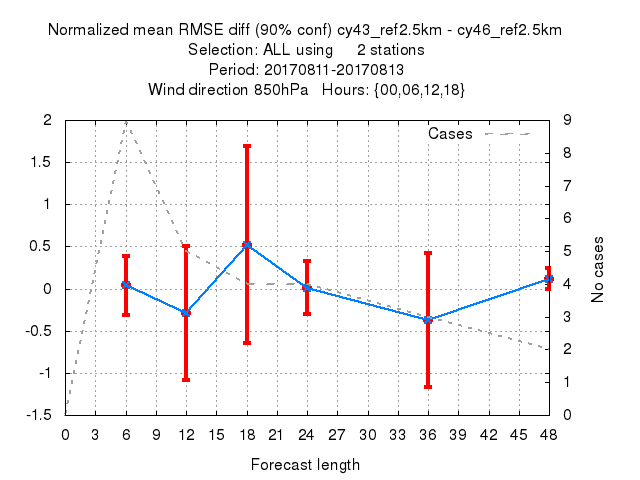 Normalized mean RMSE diff (90% conf) cy43_ref2.5km - cy46_ref2.5km
Selection: ALL using     2 stations
Period: 20170811-20170813
Wind direction 850hPa   Hours: {00,06,12,18}
Cases
2
1.5
1
0.5
0
-0.5
-1
-1.5
9
8
7
6
5
4
3
2
1
0
No cases
0 3 6 9 12 15 18 21 24 27 30 33 36 39 42 45 48
Forecast length